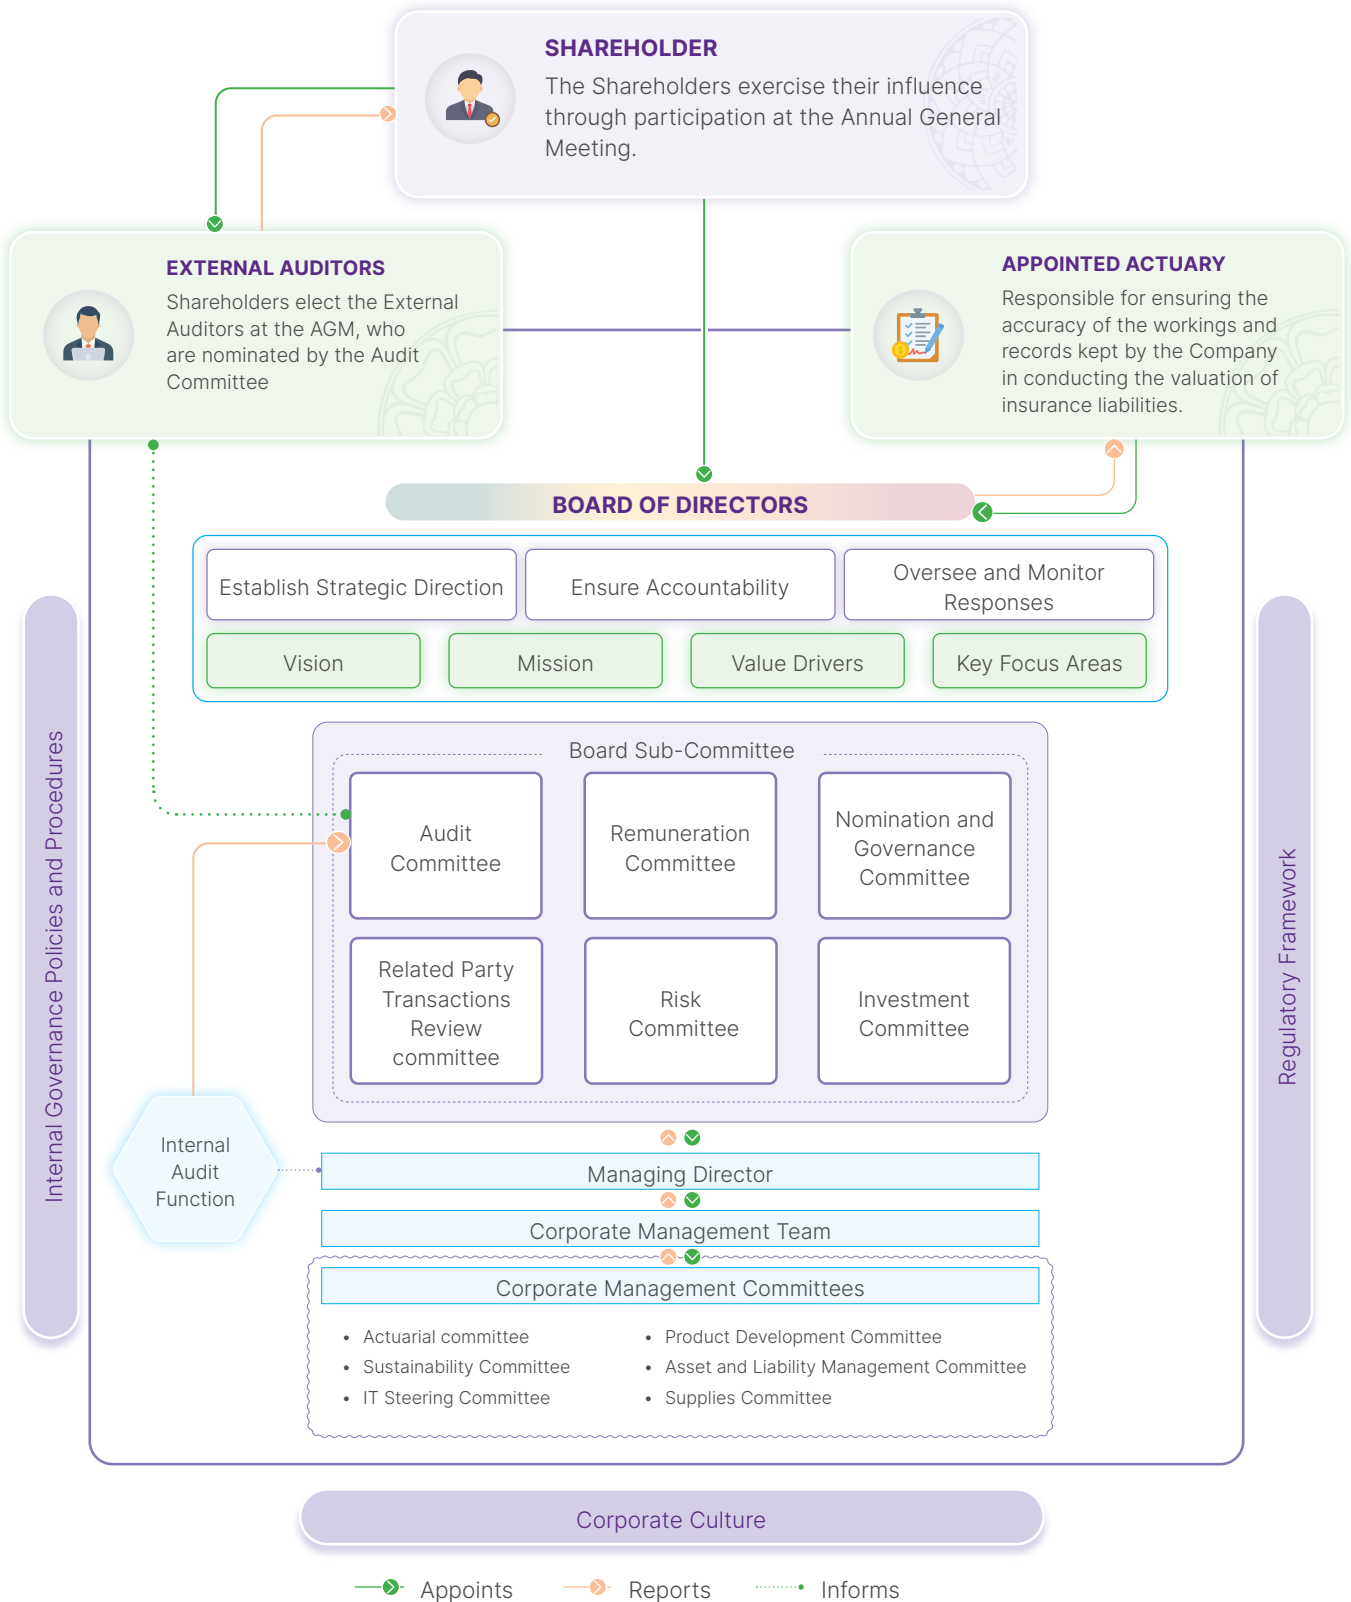 SHAREHOLDER
The Shareholders exercise their influence
through participation at the Annual General
Meeting.
EXTERNAL AUDITORS
Shareholders elect the External
Auditors at the AGM, who
are nominated by the Audit
Committee
APPOINTED ACTUARY
Responsible for ensuring the
accuracy of the workings and
records kept by the Company
in conducting the valuation of
insurance liabilities.
BOARD OF DIRECTORS
Establish Strategic Direction
Ensure Accountability
Oversee and Monitor
Responses
Vision
Mission
Value Drivers
Key Focus Areas
Internal Governance Policies and Procedures
Regulatory Framework
Board Sub-Committee
Audit
Committee
Remuneration
Committee
Nomination and
Governance
Committee
Related Party
Transactions
Review
committee
Risk
Committee
Investment
Committee
Internal
Audit
Function
Managing Director
Corporate Management Team
Corporate Management Committees
• Actuarial committee
• Sustainability Committee
• IT Steering Committee
• Product Development Committee
• Asset and Liability Management Committee
• Supplies Committee
Corporate Culture
Appoints
Reports
Informs